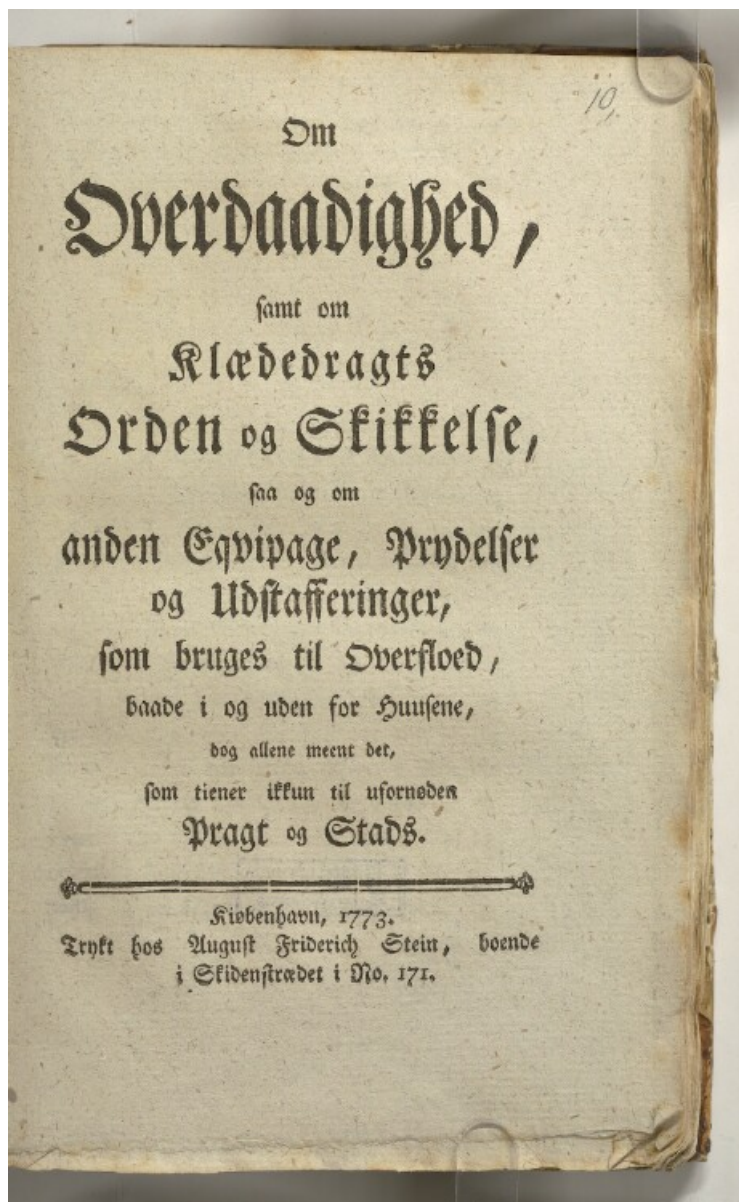 10,
Om
Overdaadighed,
samt om
Klædedragts
Orden og Skikkelse,
saa og om
anden Eqvipage, Prydelser
og Udstafferinger,
som bruges til Overfloed,
baade i og uden for Huusene,
dog allene meent det,
som tiener ikkun til ufornøden
Pragt og Stads.
Kiøbenhavn, 1773.
Trykt hos August Friderich Stein, boende
i Skidenstrædet i No. 171.